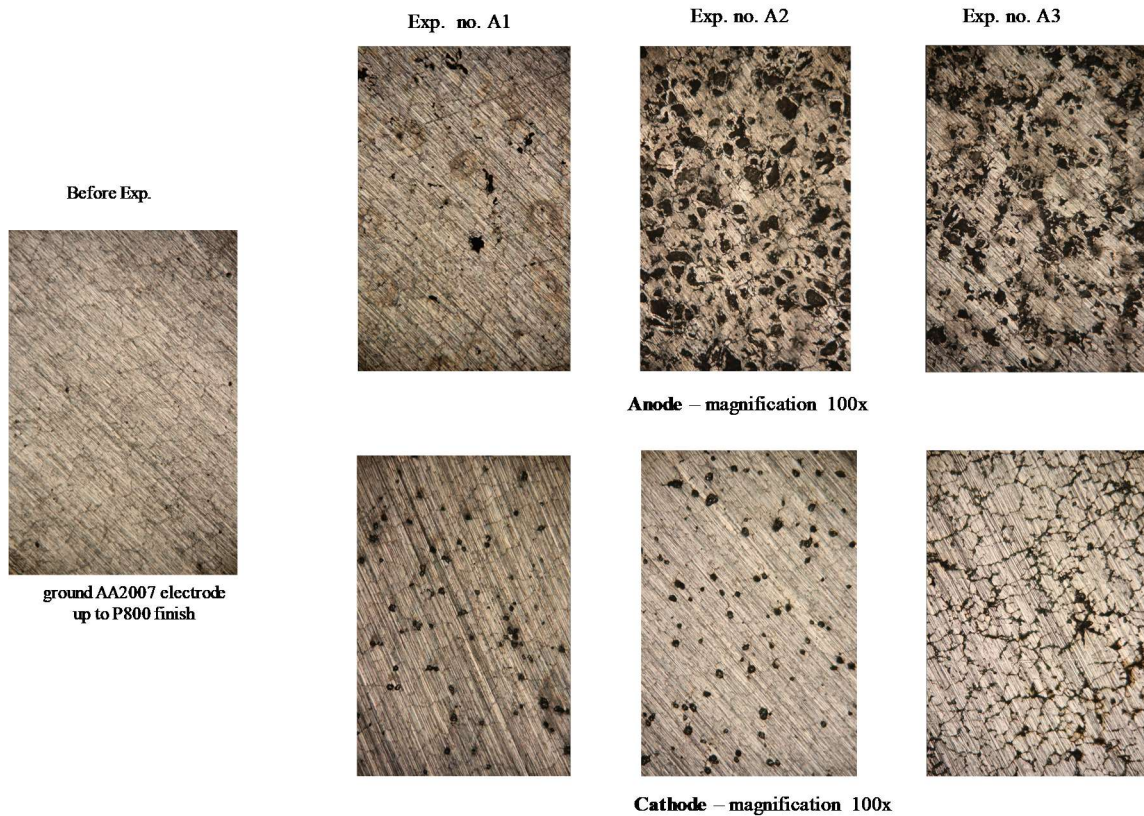 Exp. no. A1
Exp. no. A2
Exp. no. A3
Before Exp.
Anode – magnification 100x
ground AA2007 electrode
up to P800 finish
Cathode – magnification 100x